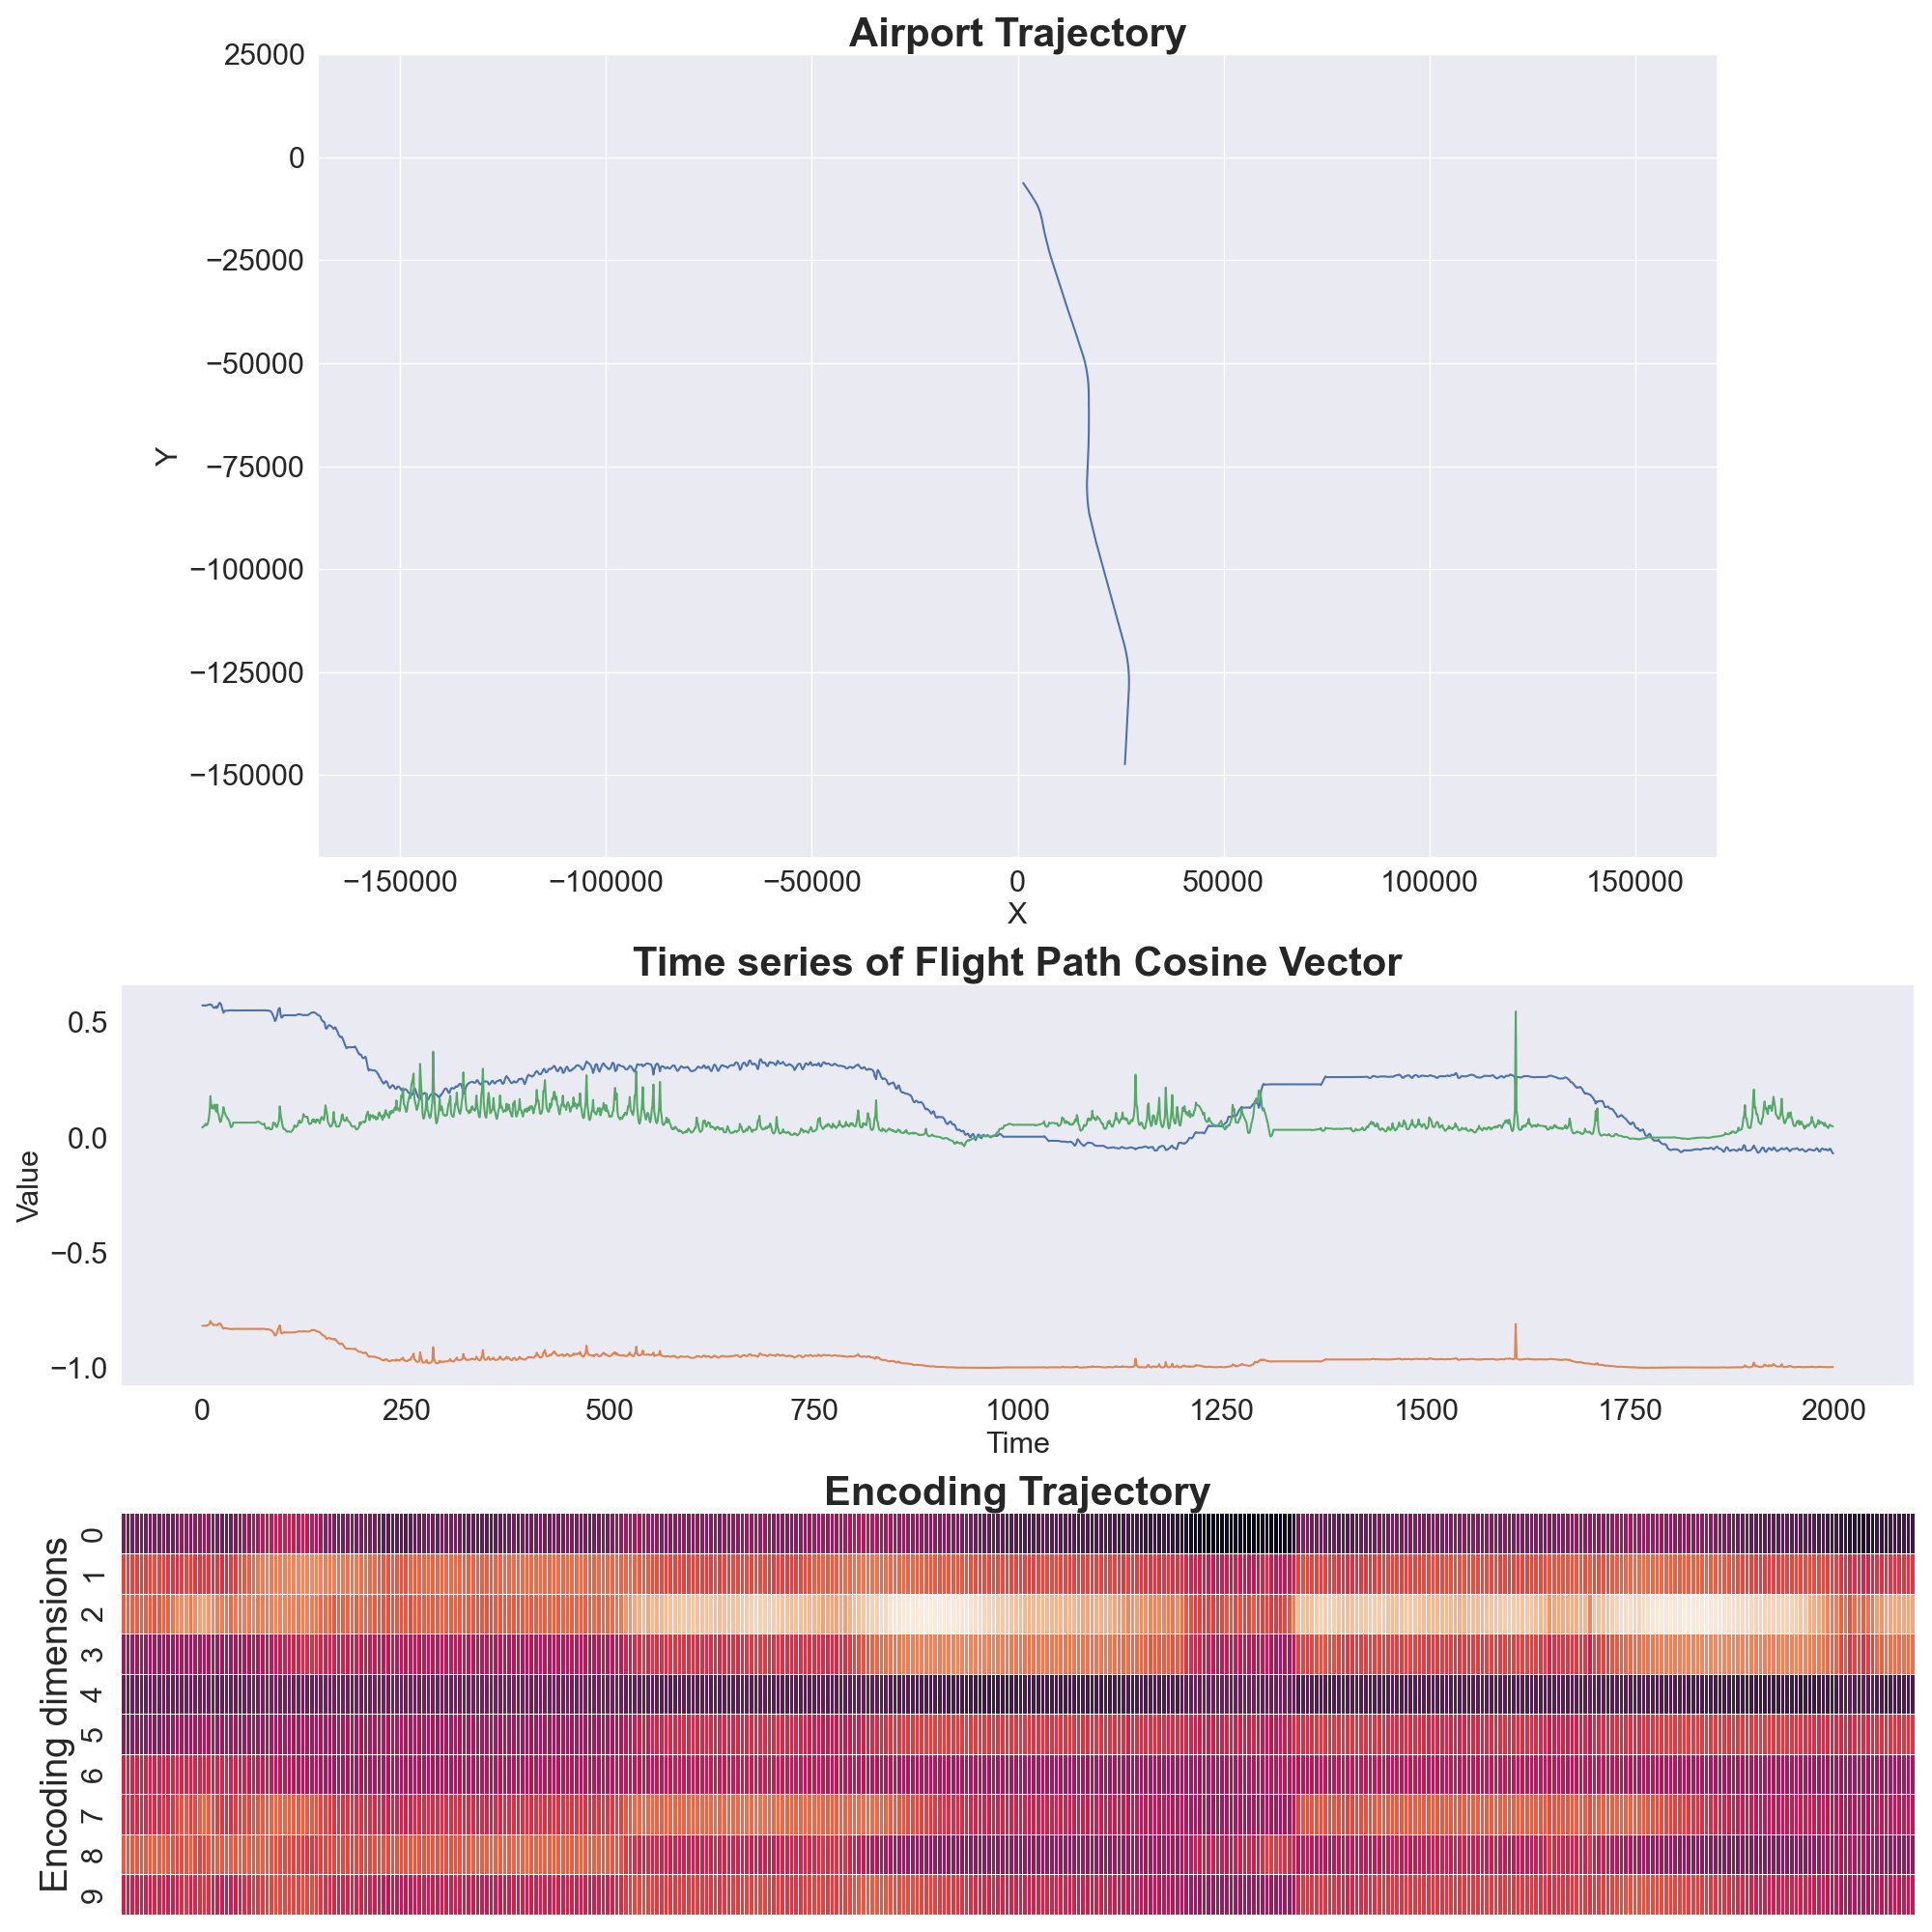 Airport Trajectory
25000
0
−25000
−50000
−75000
−100000
−125000
−150000
Y
−150000 −100000 −50000 0 50000 100000 150000
X
Time series of Flight Path Cosine Vector
0.5
0.0
−0.5
−1.0
Value
0 250 500 750 1000 1250 1500 1750 2000
Time
Encoding Trajectory
0
1
2
3
4
5
6
7
8
9
Encoding dimensions